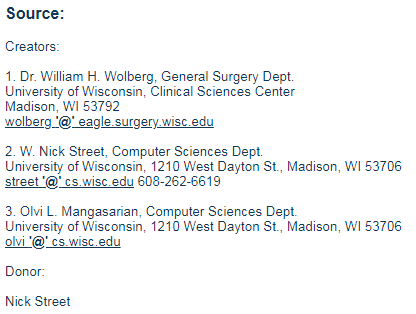 Source:
Creators:
1. Dr. William H. Wolberg, General Surgery Dept.
University of Wisconsin, Clinical Sciences Center
Madison, WI 53792
wolberg '@' eagle.surgery.wisc.edu
2. W. Nick Street, Computer Sciences Dept.
University of Wisconsin, 1210 West Dayton St., Madison, WI 53706
street '@' cs.wisc.edu 608-262-6619
3. Olvi L. Mangasarian, Computer Sciences Dept.
University of Wisconsin, 1210 West Dayton St., Madison, WI 53706
olvi '@' cs.wisc.edu
Donor:
Nick Street